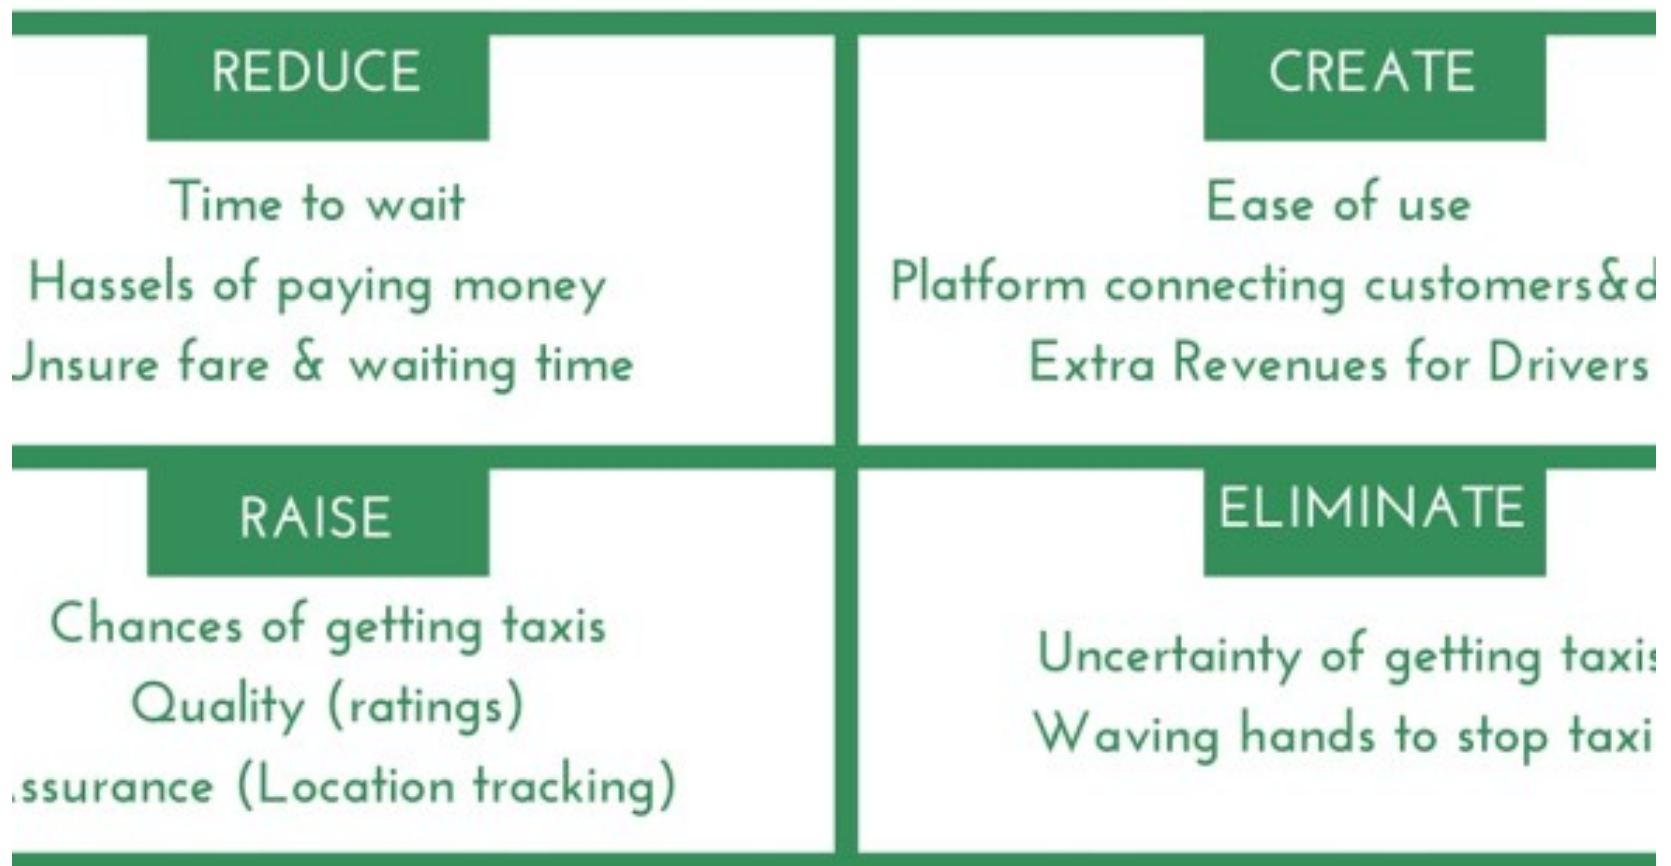 REDUCE
Time to wait
Hassels of paying money
Unsure fare & waiting time
CREATE
Ease of use
Platform connecting customers&d
Extra Revenues for Drivers
RAISE
Chances of getting taxis
Quality (ratings)
ssurance (Location tracking)
ELIMINATE
Uncertainty of getting taxis
Waving hands to stop taxi